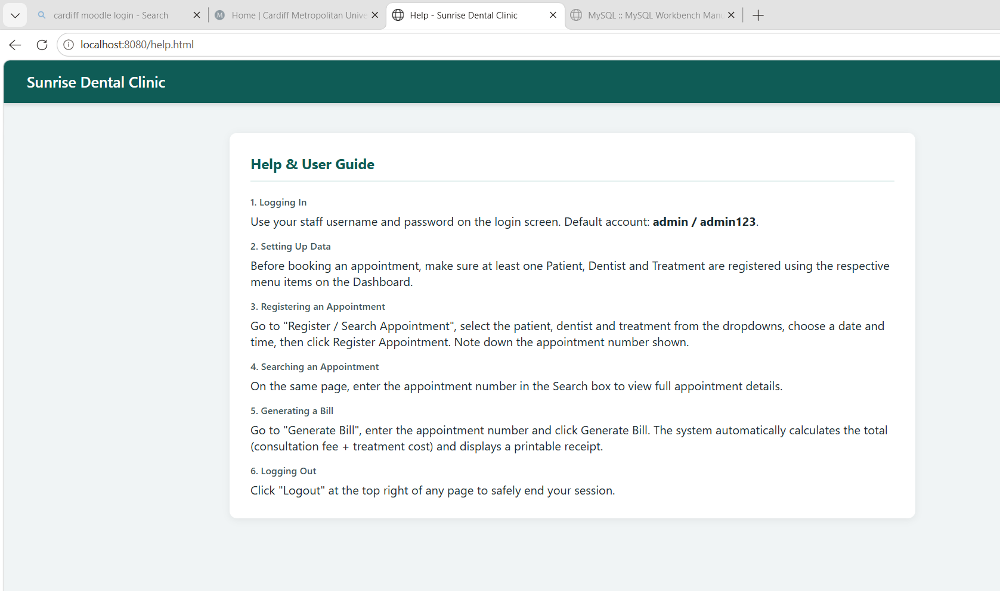 cardiff moodle login - Search
Home | Cardiff Metropolitan Unive
Help - Sunrise Dental Clinic
MySQL :: MySQL Workbench Manu
localhost:8080/help.html
Sunrise Dental Clinic
Help & User Guide
1. Logging In
Use your staff username and password on the login screen. Default account: admin / admin123.
2. Setting Up Data
Before booking an appointment, make sure at least one Patient, Dentist and Treatment are registered using the respective
menu items on the Dashboard.
3. Registering an Appointment
Go to "Register / Search Appointment", select the patient, dentist and treatment from the dropdowns, choose a date and
time, then click Register Appointment. Note down the appointment number shown.
4. Searching an Appointment
On the same page, enter the appointment number in the Search box to view full appointment details.
5. Generating a Bill
Go to "Generate Bill", enter the appointment number and click Generate Bill. The system automatically calculates the total
(consultation fee + treatment cost) and displays a printable receipt.
6. Logging Out
Click "Logout" at the top right of any page to safely end your session.